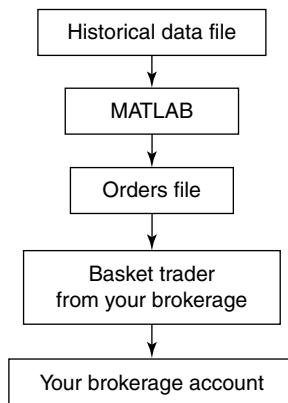 Historical data file
MATLAB
Orders file
Basket trader
from your brokerage
Your brokerage account